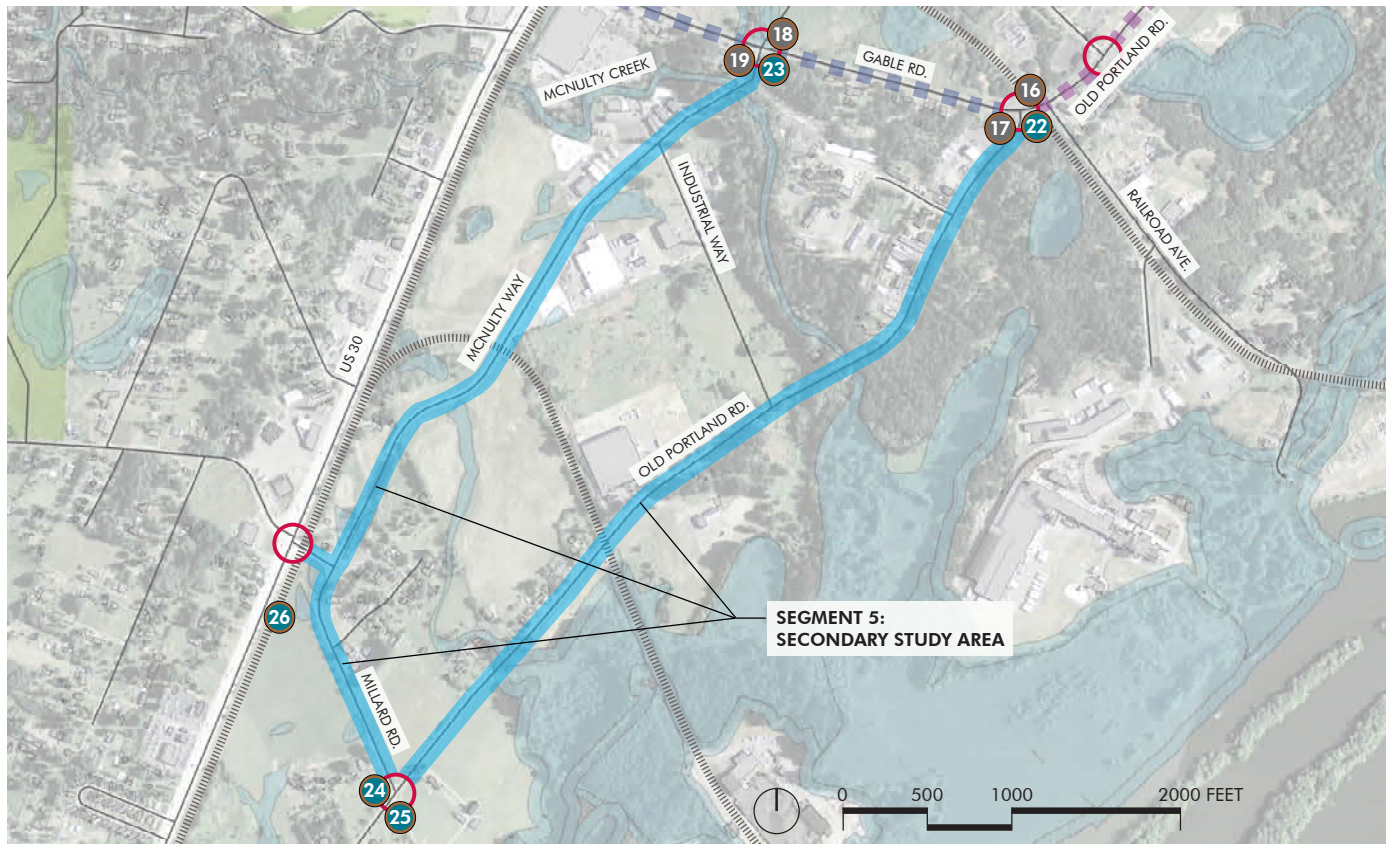 18
19
23
MCNULTY CREEK
GABLE RD.
OLD PORTLAND RD.
16
17
22
INDUSTRIAL WAY
RAILROAD AVE.
US 30
MCNULTY WAY
OLD PORTLAND RD.
26
SEGMENT 5:
SECONDARY STUDY AREA
MILLARD RD.
24
25
0 500 1000 2000 FEET